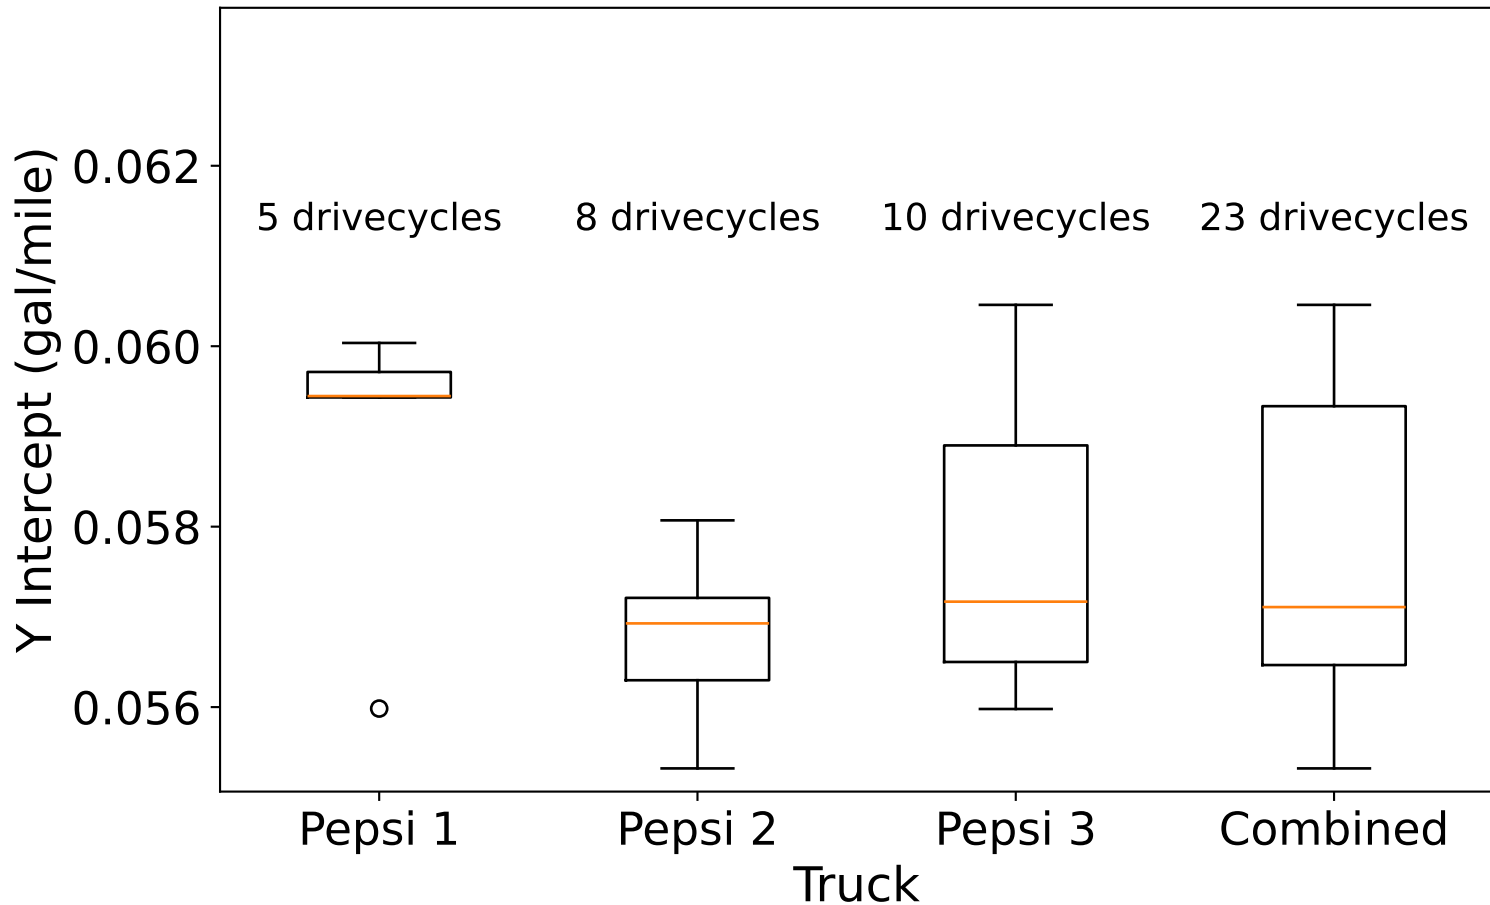 Y Intercept (gal/mile)
0.062
0.060
0.058
0.056
5 drivecycles
8 drivecycles
10 drivecycles
23 drivecycles
Pepsi 1
Pepsi 2
Pepsi 3
Combined
Truck